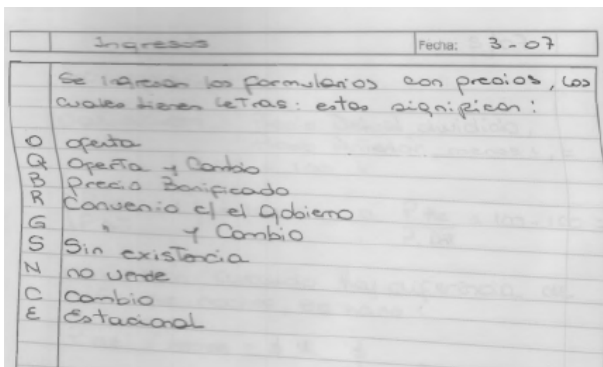 Ingresos Fecha: 3-07
Se ingresan los formularios con precios, los
cuales tienen letras: estas significan:
O oferta
Q Oferta y Cambio
B Precio Bonificado
R Convenio c/ el Gobierno
G " y Cambio
S Sin existencia
N no vende
C Cambio
E Estacional